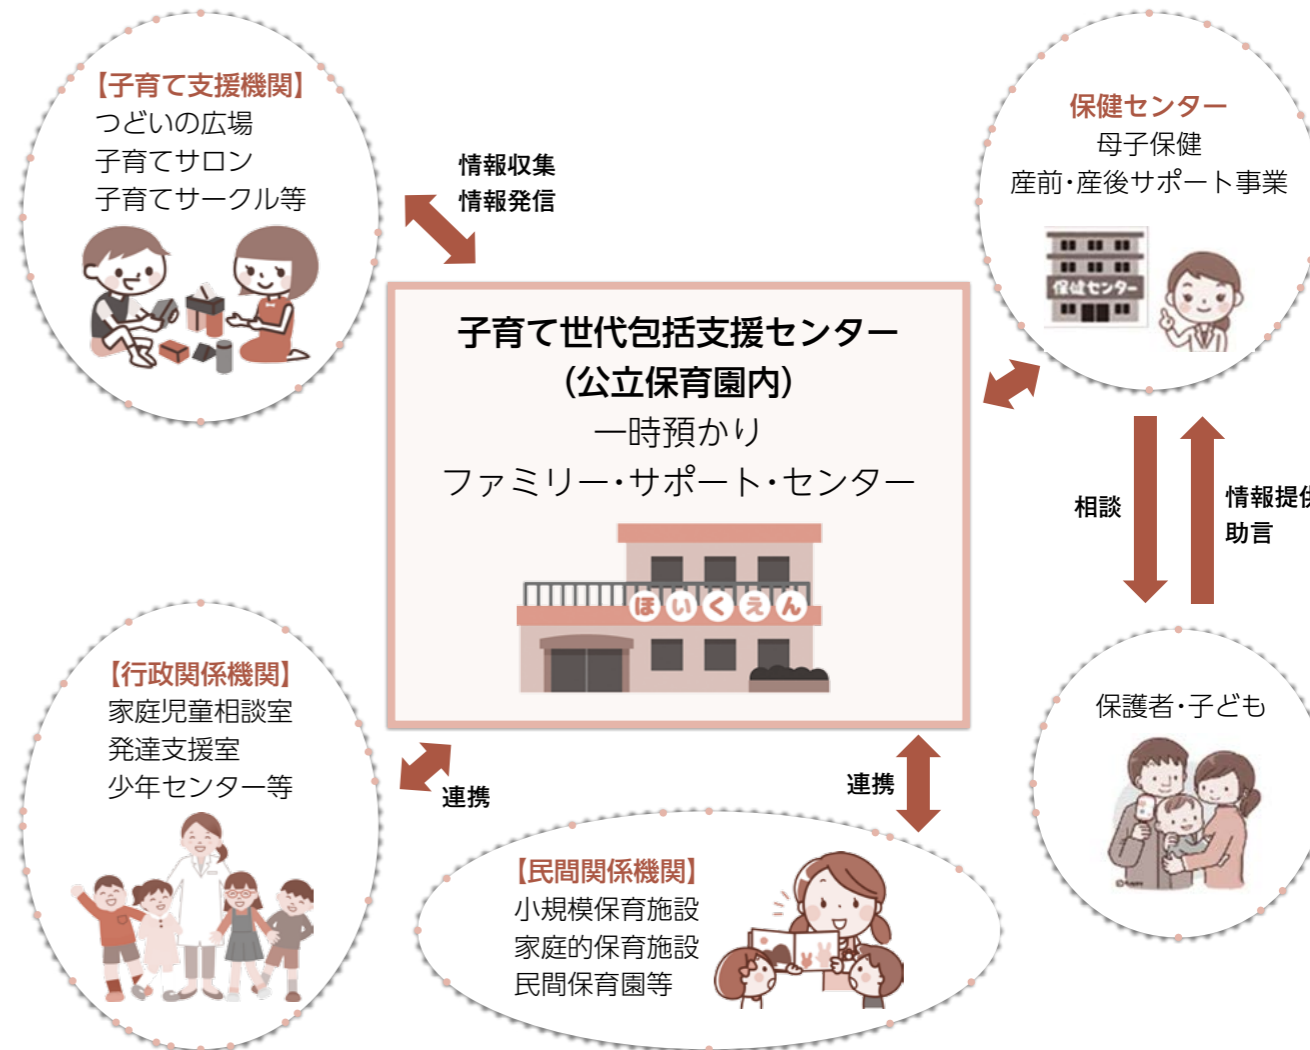 【子育て支援機関】
つどいの広場
子育てサロン
子育てサークル等
情報収集
情報発信
保健センター
母子保健
産前・産後サポート事業
保健センター
子育て世代包括支援センター
(公立保育園内)
一時預かり
ファミリー・サポート・センター
ほいくえん
相談
情報提供
助言
【行政関係機関】
家庭児童相談室
発達支援室
少年センター等
連携
連携
【民間関係機関】
小規模保育施設
家庭的保育施設
民間保育園等
保護者・子ども